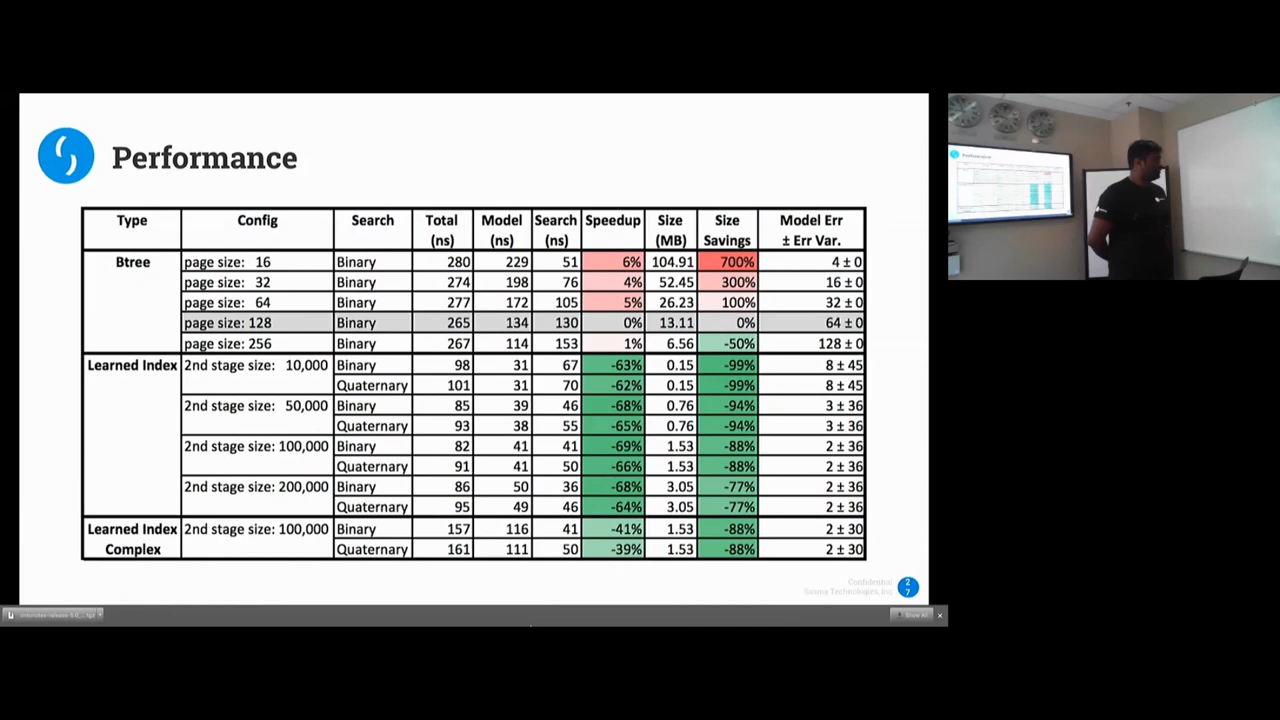 Performance
Type Config Search Total (ns) Model (ns) Search (ns) Speedup Size (MB) Size Savings Model Err ± Err Var.
Btree page size: 16 Binary 280 229 51 6% 104.91 700% 4 ± 0
page size: 32 Binary 274 198 76 4% 52.45 300% 16 ± 0
page size: 64 Binary 277 172 105 5% 26.23 100% 32 ± 0
page size: 128 Binary 265 134 130 0% 13.11 0% 64 ± 0
page size: 256 Binary 267 114 153 1% 6.56 -50% 128 ± 0
Learned Index 2nd stage size: 10,000 Binary 98 31 67 -63% 0.15 -99% 8 ± 45
Quaternary 101 31 70 -62% 0.15 -99% 8 ± 45
2nd stage size: 50,000 Binary 85 39 46 -68% 0.76 -94% 3 ± 36
Quaternary 93 38 55 -65% 0.76 -94% 3 ± 36
2nd stage size: 100,000 Binary 82 41 41 -69% 1.53 -88% 2 ± 36
Quaternary 91 41 50 -66% 1.53 -88% 2 ± 36
2nd stage size: 200,000 Binary 86 50 36 -68% 3.05 -77% 2 ± 36
Quaternary 95 49 46 -64% 3.05 -77% 2 ± 36
Learned Index Complex 2nd stage size: 100,000 Binary 157 116 41 -41% 1.53 -88% 2 ± 30
Quaternary 161 111 50 -39% 1.53 -88% 2 ± 30
Confidential
Technologies, Inc
2
7
Show All
Performance